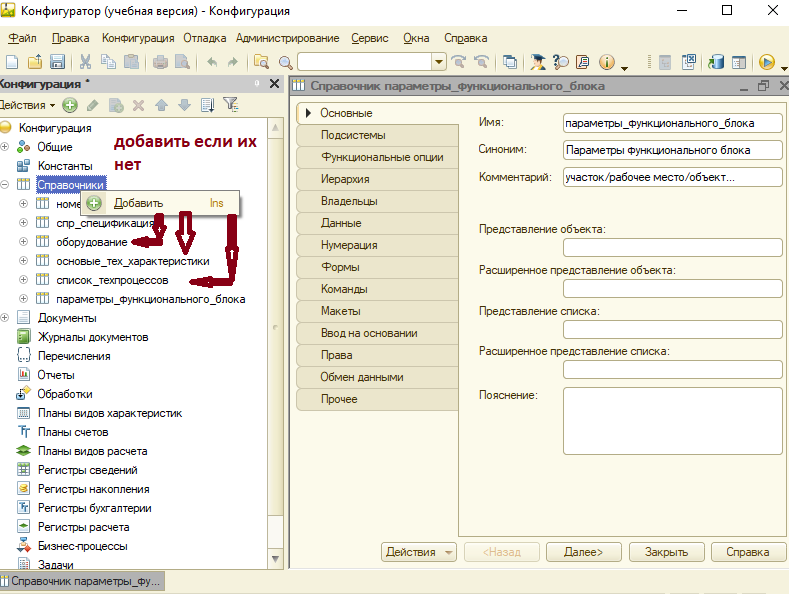 Конфигуратор (учебная версия) - Конфигурация
Файл Правка Конфигурация Отладка Администрирование Сервис Окна Справка
Конфигурация *
Действия
Конфигурация
Общие
Константы
Справочники
добавить если их
нет
Добавить Ins
номе
спр_спецификация
оборудование
основые_тех_характеристики
список_техпроцессов
параметры_функционального_блока
Документы
Журналы документов
Перечисления
Отчеты
Обработки
Планы видов характеристик
Планы счетов
Планы видов расчета
Регистры сведений
Регистры накопления
Регистры бухгалтерии
Регистры расчета
Бизнес-процессы
Задачи
Справочник параметры_функционального_блока
Основные
Подсистемы
Функциональные опции
Иерархия
Владельцы
Данные
Нумерация
Формы
Команды
Макеты
Ввод на основании
Права
Обмен данными
Прочее
Имя: параметры_функционального_блока
Синоним: Параметры функционального блока
Комментарий: участок/рабочее место/объект...
Представление объекта:
Расширенное представление объекта:
Представление списка:
Расширенное представление списка:
Пояснение:
Действия <Назад Далее> Закрыть Справка
Справочник параметры_фу...